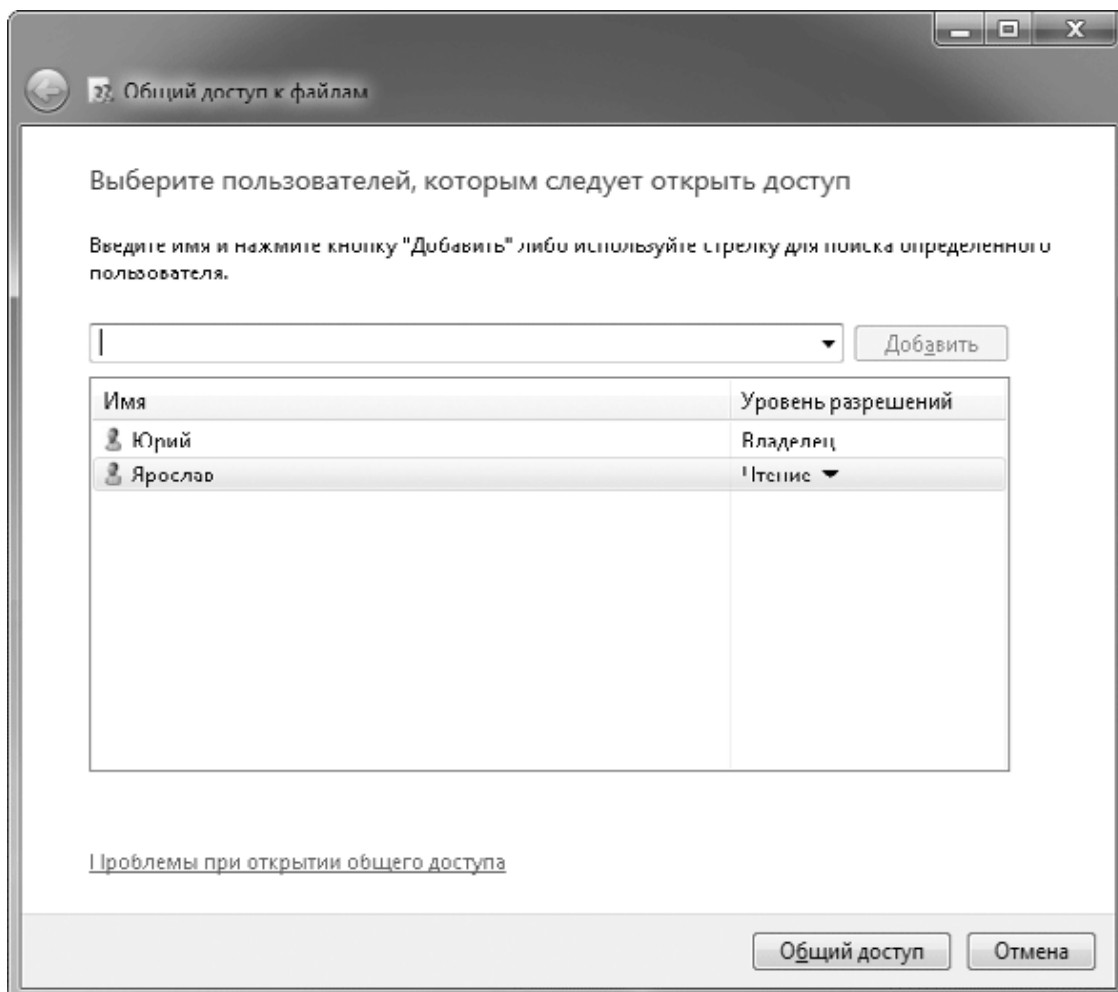 Общий доступ к файлам
Выберите пользователей, которым следует открыть доступ
Введите имя и нажмите кнопку "Добавить" либо используйте стрелку для поиска определенного
пользователя.
Добавить
Имя Уровень разрешений
Юрий Владелец
Ярослав Чтение
Проблемы при открытии общего доступа
Общий доступ Отмена